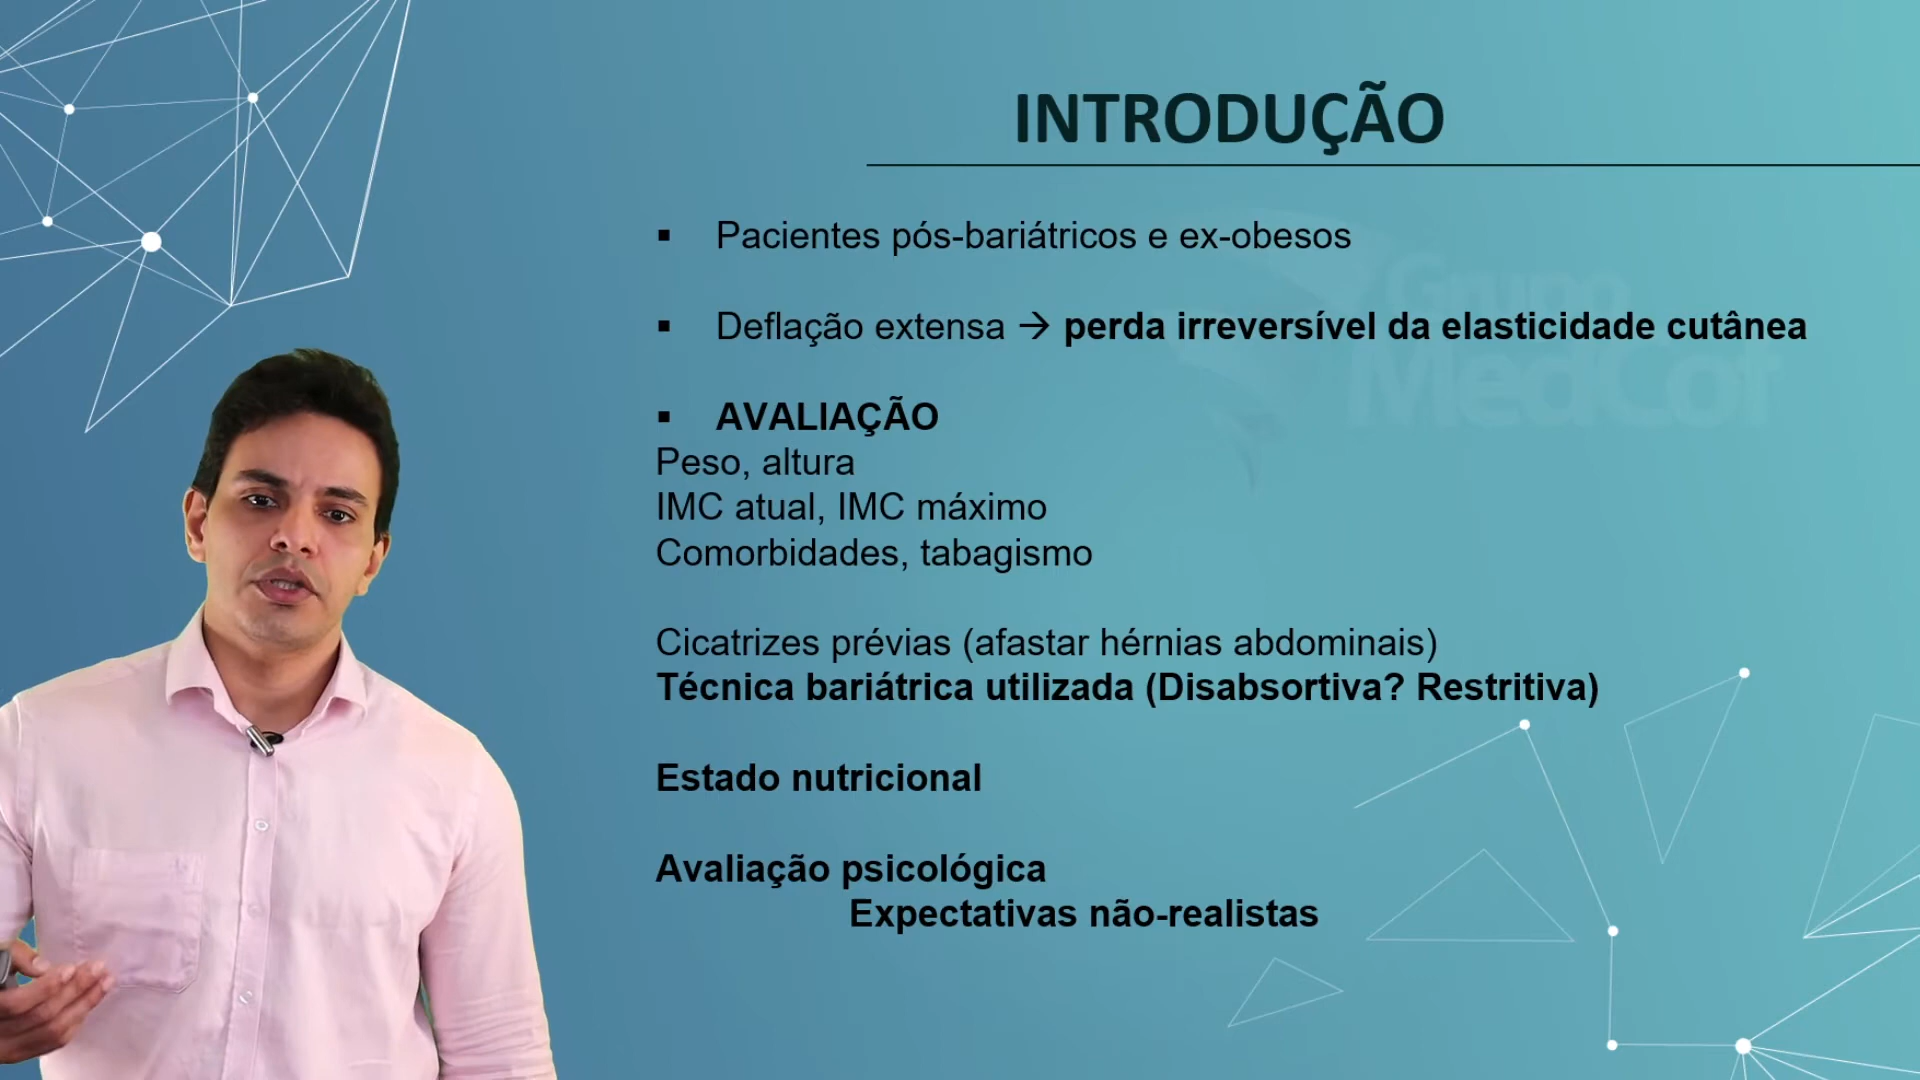 INTRODUÇÃO
▪ Pacientes pós-bariátricos e ex-obesos
▪ Deflação extensa → perda irreversível da elasticidade cutânea
▪ AVALIAÇÃO
Peso, altura
IMC atual, IMC máximo
Comorbidades, tabagismo
Cicatrizes prévias (afastar hérnias abdominais)
Técnica bariátrica utilizada (Disabsortiva? Restritiva)
Estado nutricional
Avaliação psicológica
Expectativas não-realistas
Grupo
MedCof